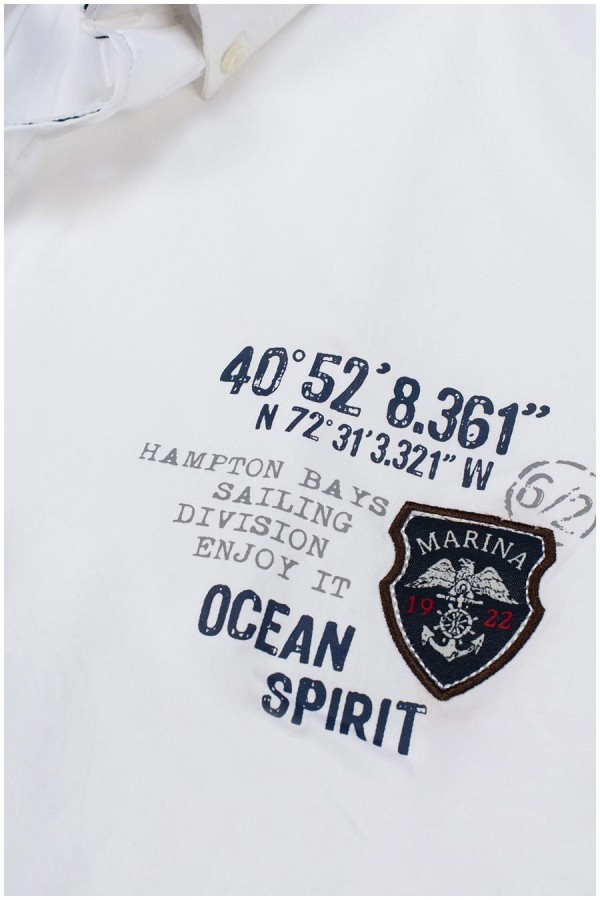 40°52’8.361”
N 72°31’3.321” W
HAMPTON BAYS
SAILING
DIVISION
ENJOY IT
6/2
MARINA
19 22
OCEAN
SPIRIT